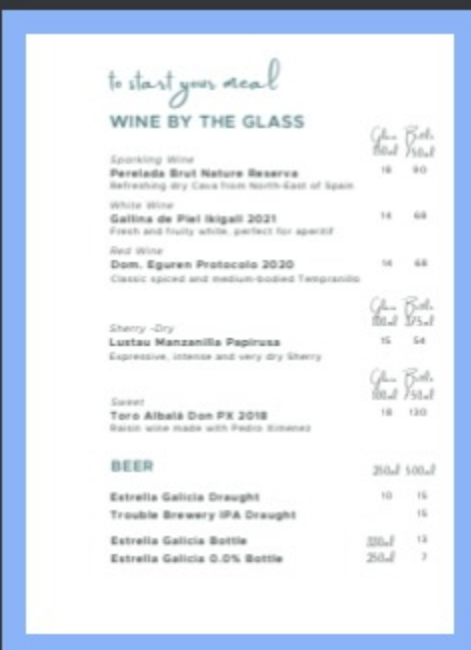 to start your meal
WINE BY THE GLASS
Glass Bottle
150ml 750ml
Sparkling Wine
Perelada Brut Nature Reserva 18 90
Refreshing dry Cava from North-East of Spain
White Wine
Gallina de Piel Ikigall 2021 14 68
Fresh and fruity white, perfect for aperitif
Red Wine
Dom. Eguren Protocolo 2020 14 68
Classic spiced and medium-bodied Tempranillo
Glass Bottle
100ml 375ml
Sherry -Dry
Lustau Manzanilla Papirusa 15 54
Expressive, intense and very dry Sherry
Glass Bottle
100ml 750ml
Sweet
Toro Albalá Don PX 2018 18 130
Raisin wine made with Pedro Ximenez
BEER 250ml 500ml
Estrella Galicia Draught 10 15
Trouble Brewery IPA Draught 15
Estrella Galicia Bottle 330ml 13
Estrella Galicia 0.0% Bottle 250ml 7